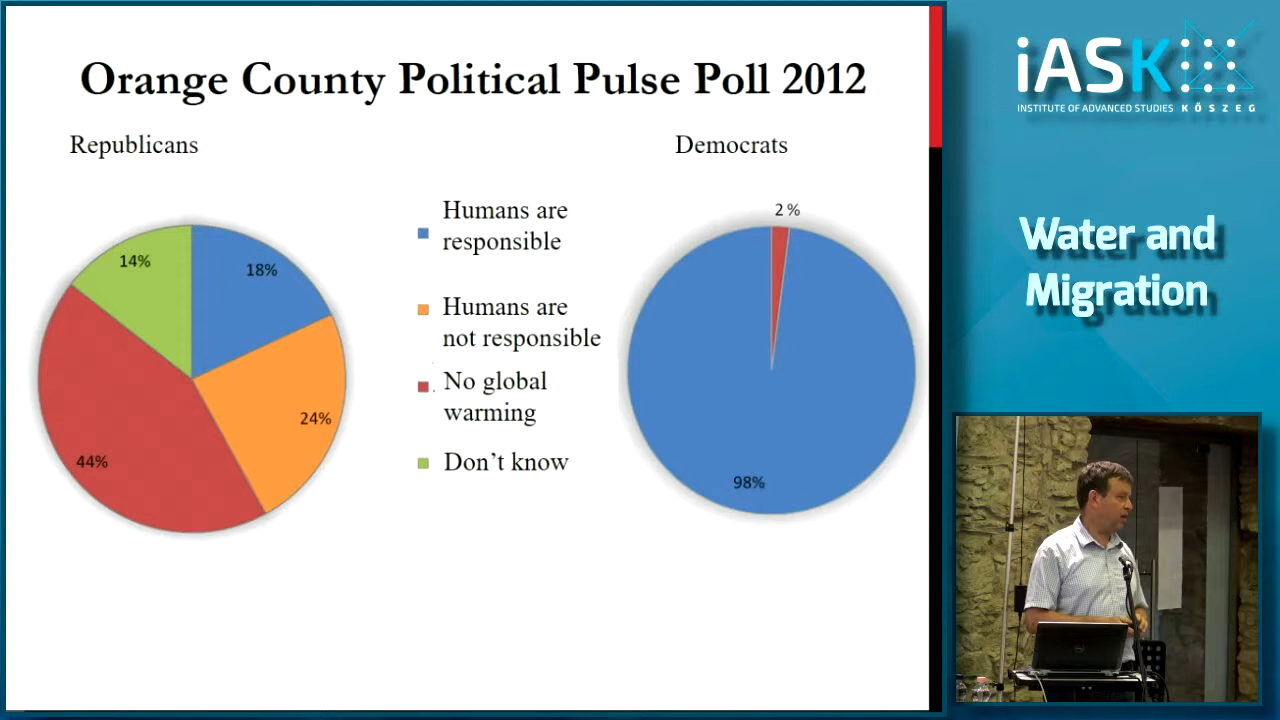 Orange County Political Pulse Poll 2012
Republicans
Democrats
14%
18%
24%
44%
Humans are
responsible
Humans are
not responsible
No global
warming
Don't know
2 %
98%
iASK
INSTITUTE OF ADVANCED STUDIES KŐSZEG
Water and
Migration